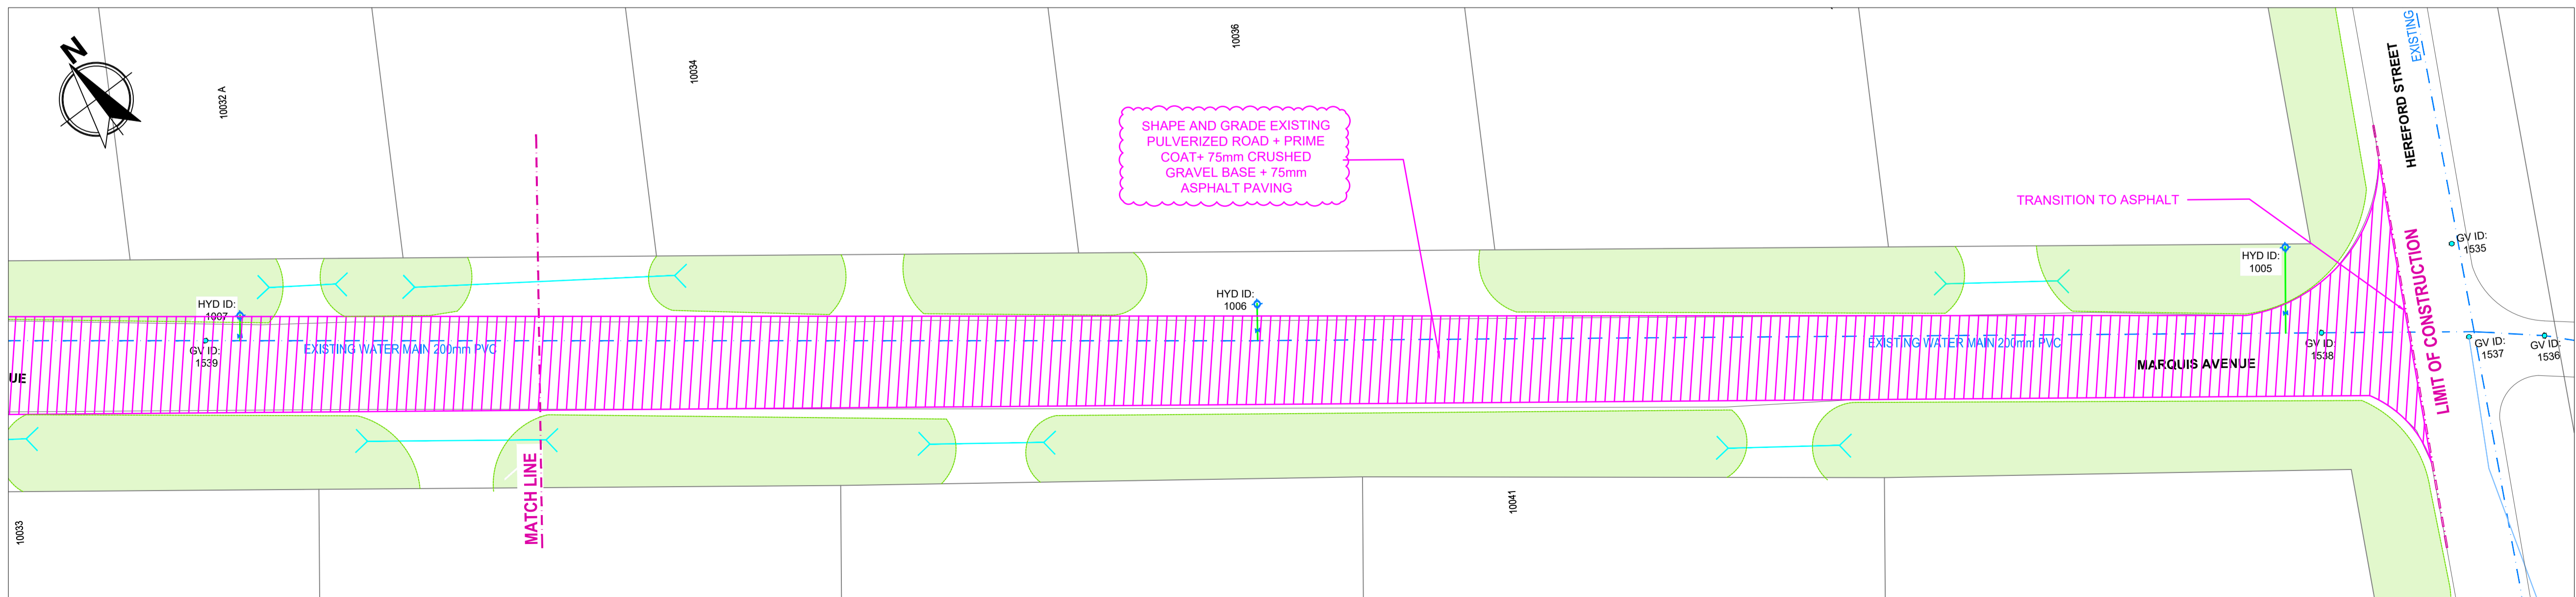 N
10032 A
10034
10036
SHAPE AND GRADE EXISTING
PULVERIZED ROAD + PRIME
COAT+ 75mm CRUSHED
GRAVEL BASE + 75mm
ASPHALT PAVING
TRANSITION TO ASPHALT
HEREFORD STREET
EXISTING
GV ID:
1535
HYD ID:
1005
HYD ID:
1006
HYD ID:
1007
GV ID:
1539
EXISTING WATER MAIN 200mm PVC
EXISTING WATER MAIN 200mm PVC
GV ID:
1538
GV ID:
1537
GV ID:
1536
UE
MARQUIS AVENUE
LIMIT OF CONSTRUCTION
MATCH LINE
10033
10041